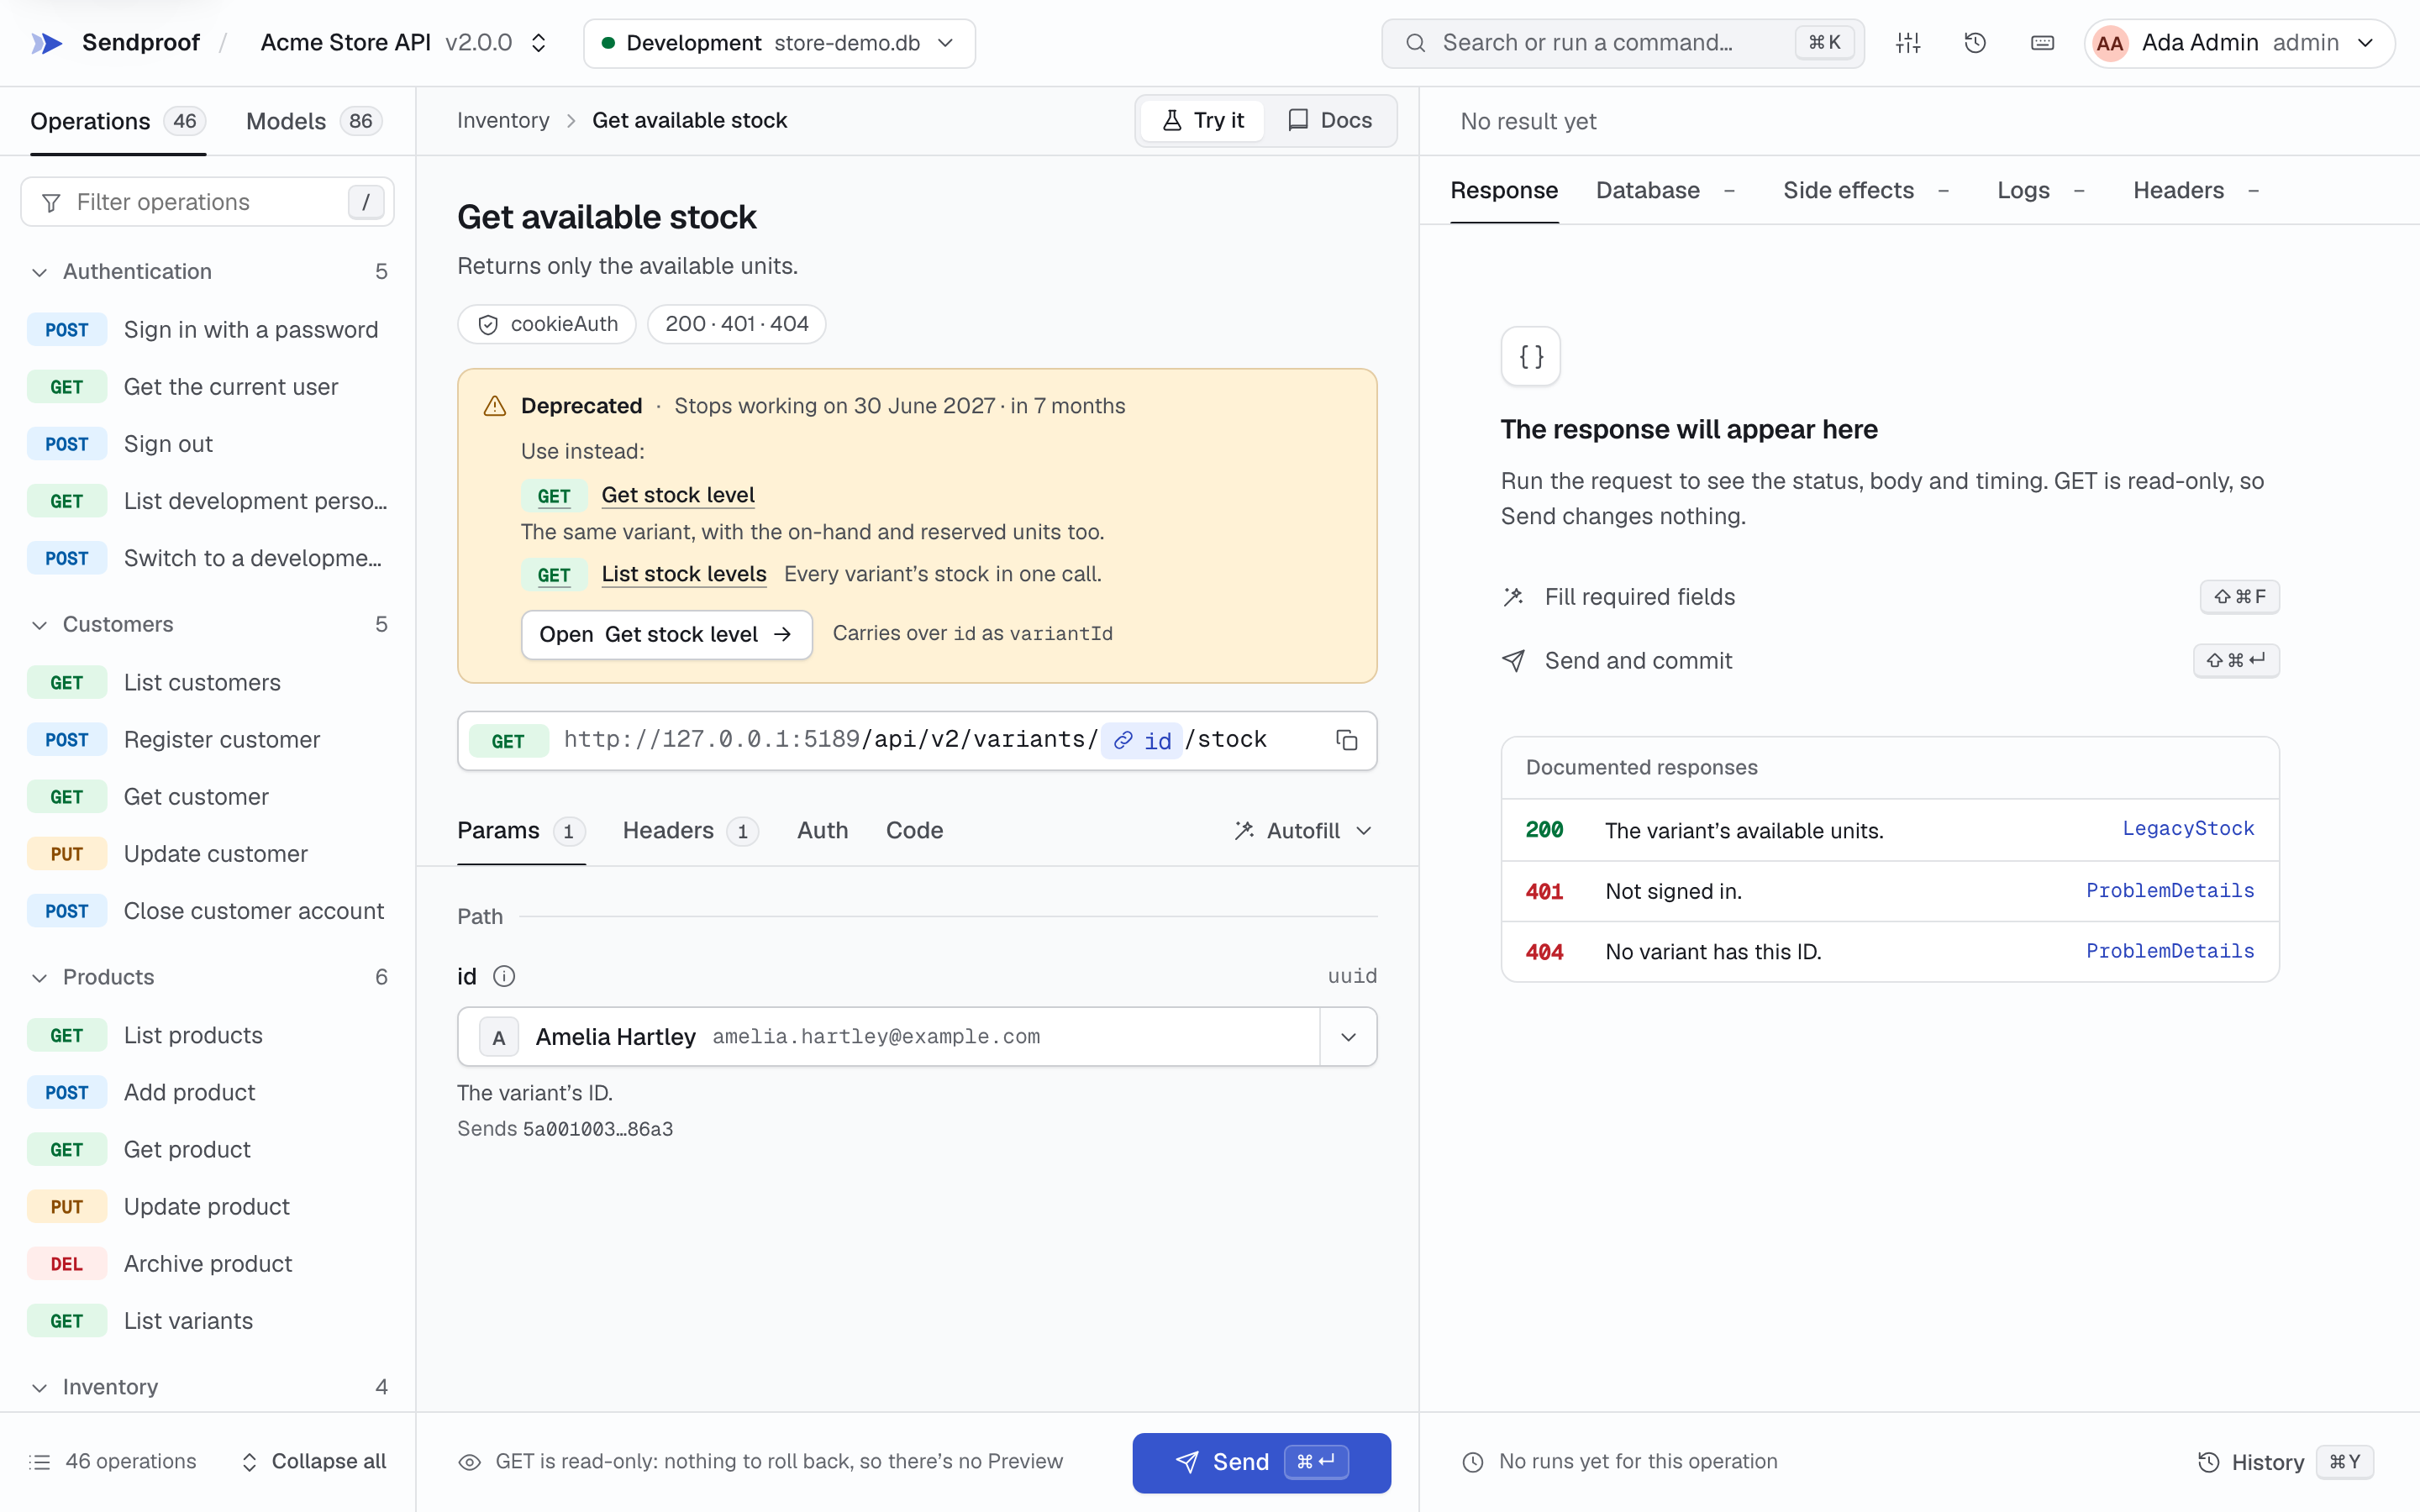 Sendproof / Acme Store API v2.0.0
Development store-demo.db
Search or run a command... ⌘K
AA Ada Admin admin
Operations 46 Models 86
Filter operations /
Authentication 5
POST Sign in with a password
GET Get the current user
POST Sign out
GET List development perso...
POST Switch to a developme...
Customers 5
GET List customers
POST Register customer
GET Get customer
PUT Update customer
POST Close customer account
Products 6
GET List products
POST Add product
GET Get product
PUT Update product
DEL Archive product
GET List variants
Inventory 4
46 operations Collapse all
Inventory > Get available stock
Try it Docs
Get available stock
Returns only the available units.
cookieAuth 200 · 401 · 404
Deprecated · Stops working on 30 June 2027 · in 7 months
Use instead:
GET Get stock level
The same variant, with the on-hand and reserved units too.
GET List stock levels Every variant’s stock in one call.
Open Get stock level → Carries over id as variantId
GET http://127.0.0.1:5189/api/v2/variants/ id /stock
Params 1 Headers 1 Auth Code Autofill
Path
id uuid
A Amelia Hartley amelia.hartley@example.com
The variant’s ID.
Sends 5a001003…86a3
GET is read-only: nothing to roll back, so there’s no Preview
Send ⌘↵
No result yet
Response Database – Side effects – Logs – Headers –
{}
The response will appear here
Run the request to see the status, body and timing. GET is read-only, so
Send changes nothing.
Fill required fields ⇧⌘F
Send and commit ⇧⌘↵
Documented responses
200 The variant’s available units. LegacyStock
401 Not signed in. ProblemDetails
404 No variant has this ID. ProblemDetails
No runs yet for this operation
History ⌘Y